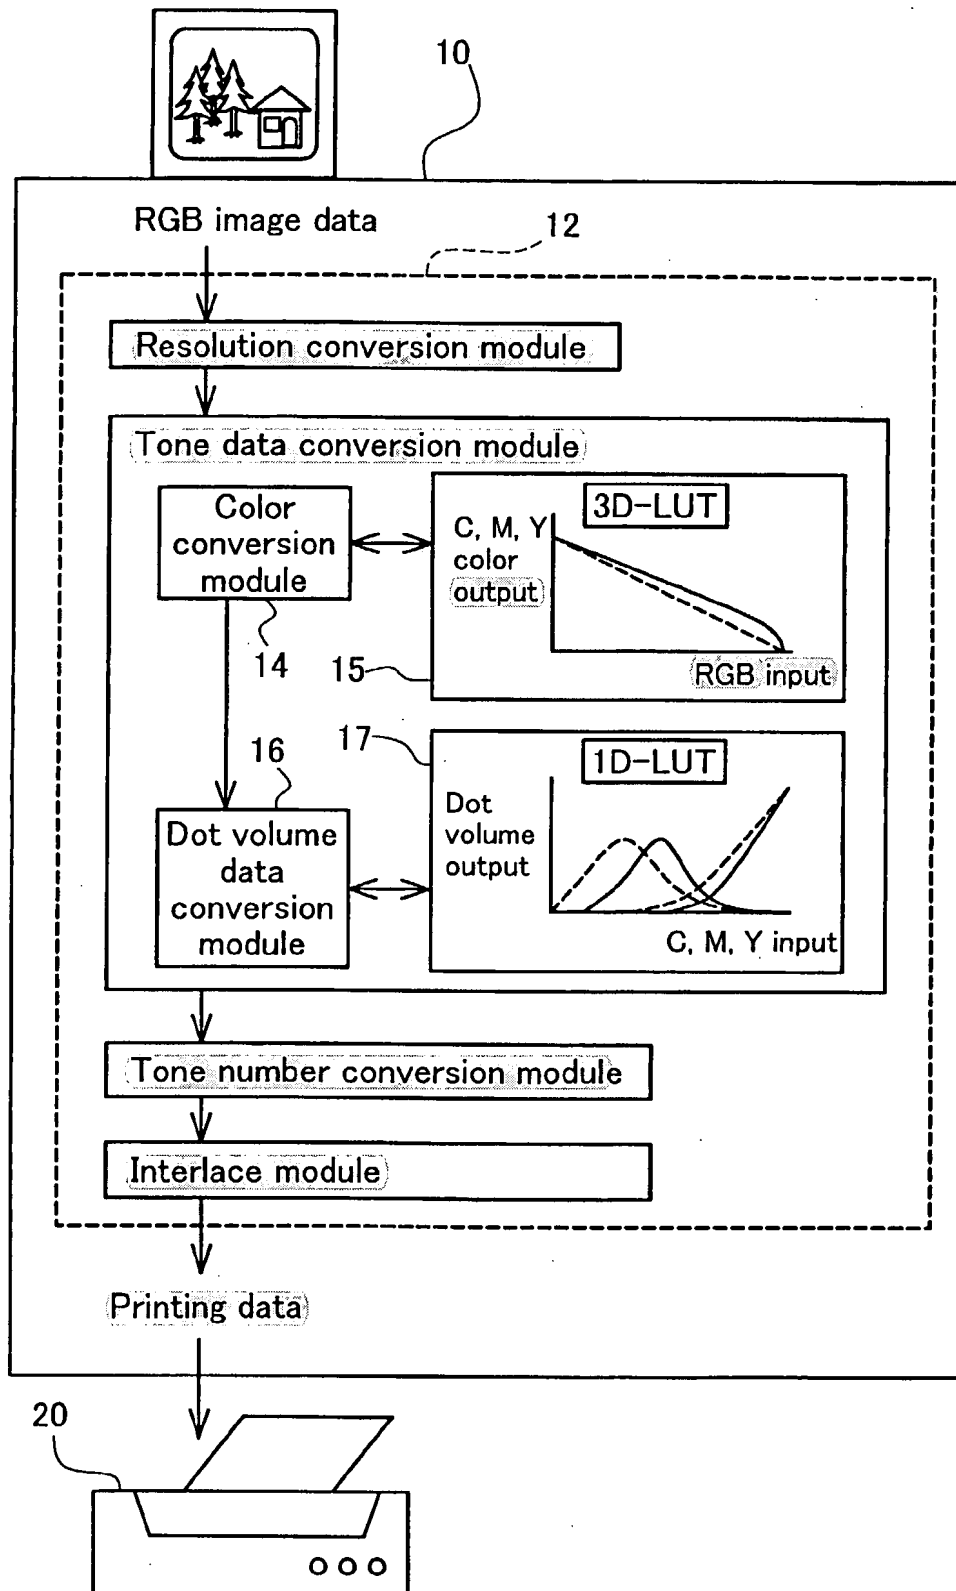 10
RGB image data
12
Resolution conversion module
Tone data conversion module
Color
conversion
module
14
3D-LUT
C, M, Y
color
output
RGB input
15
16
17
Dot volume
data
conversion
module
1D-LUT
Dot
volume
output
C, M, Y input
Tone number conversion module
Interlace module
Printing data
20